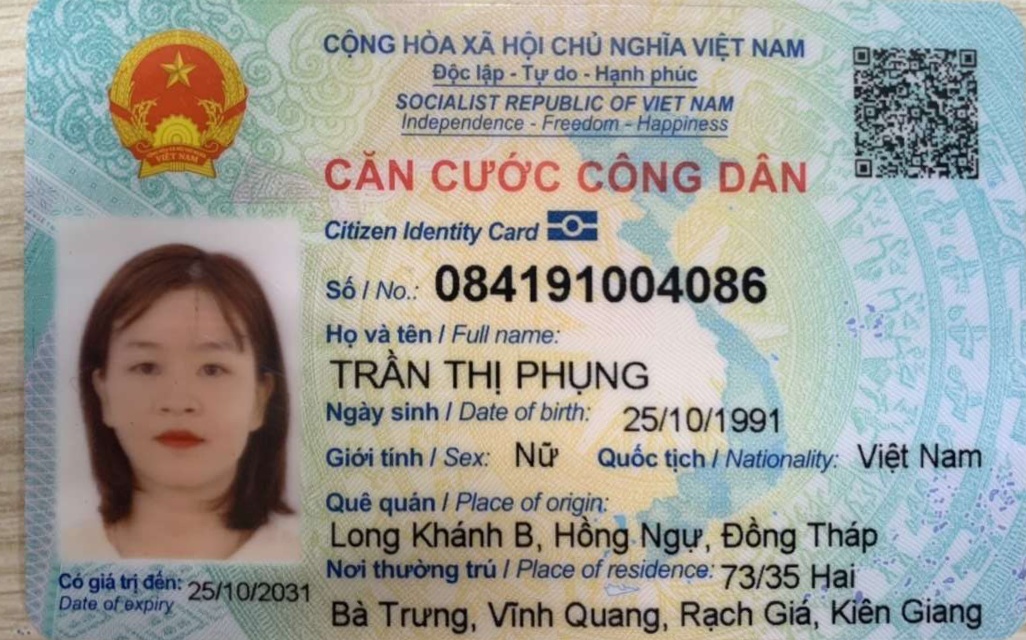 CỘNG HÒA XÃ HỘI CHỦ NGHĨA VIỆT NAM
Độc lập - Tự do - Hạnh phúc
SOCIALIST REPUBLIC OF VIET NAM
Independence - Freedom - Happiness
CĂN CƯỚC CÔNG DÂN
Citizen Identity Card
Số / No.: 084191004086
Họ và tên / Full name:
TRẦN THỊ PHỤNG
Ngày sinh / Date of birth: 25/10/1991
Giới tính / Sex: Nữ Quốc tịch / Nationality: Việt Nam
Quê quán / Place of origin:
Long Khánh B, Hồng Ngự, Đồng Tháp
Nơi thường trú / Place of residence: 73/35 Hai
Bà Trưng, Vĩnh Quang, Rạch Giá, Kiên Giang
Có giá trị đến: 25/10/2031
Date of expiry
VIỆT NAM